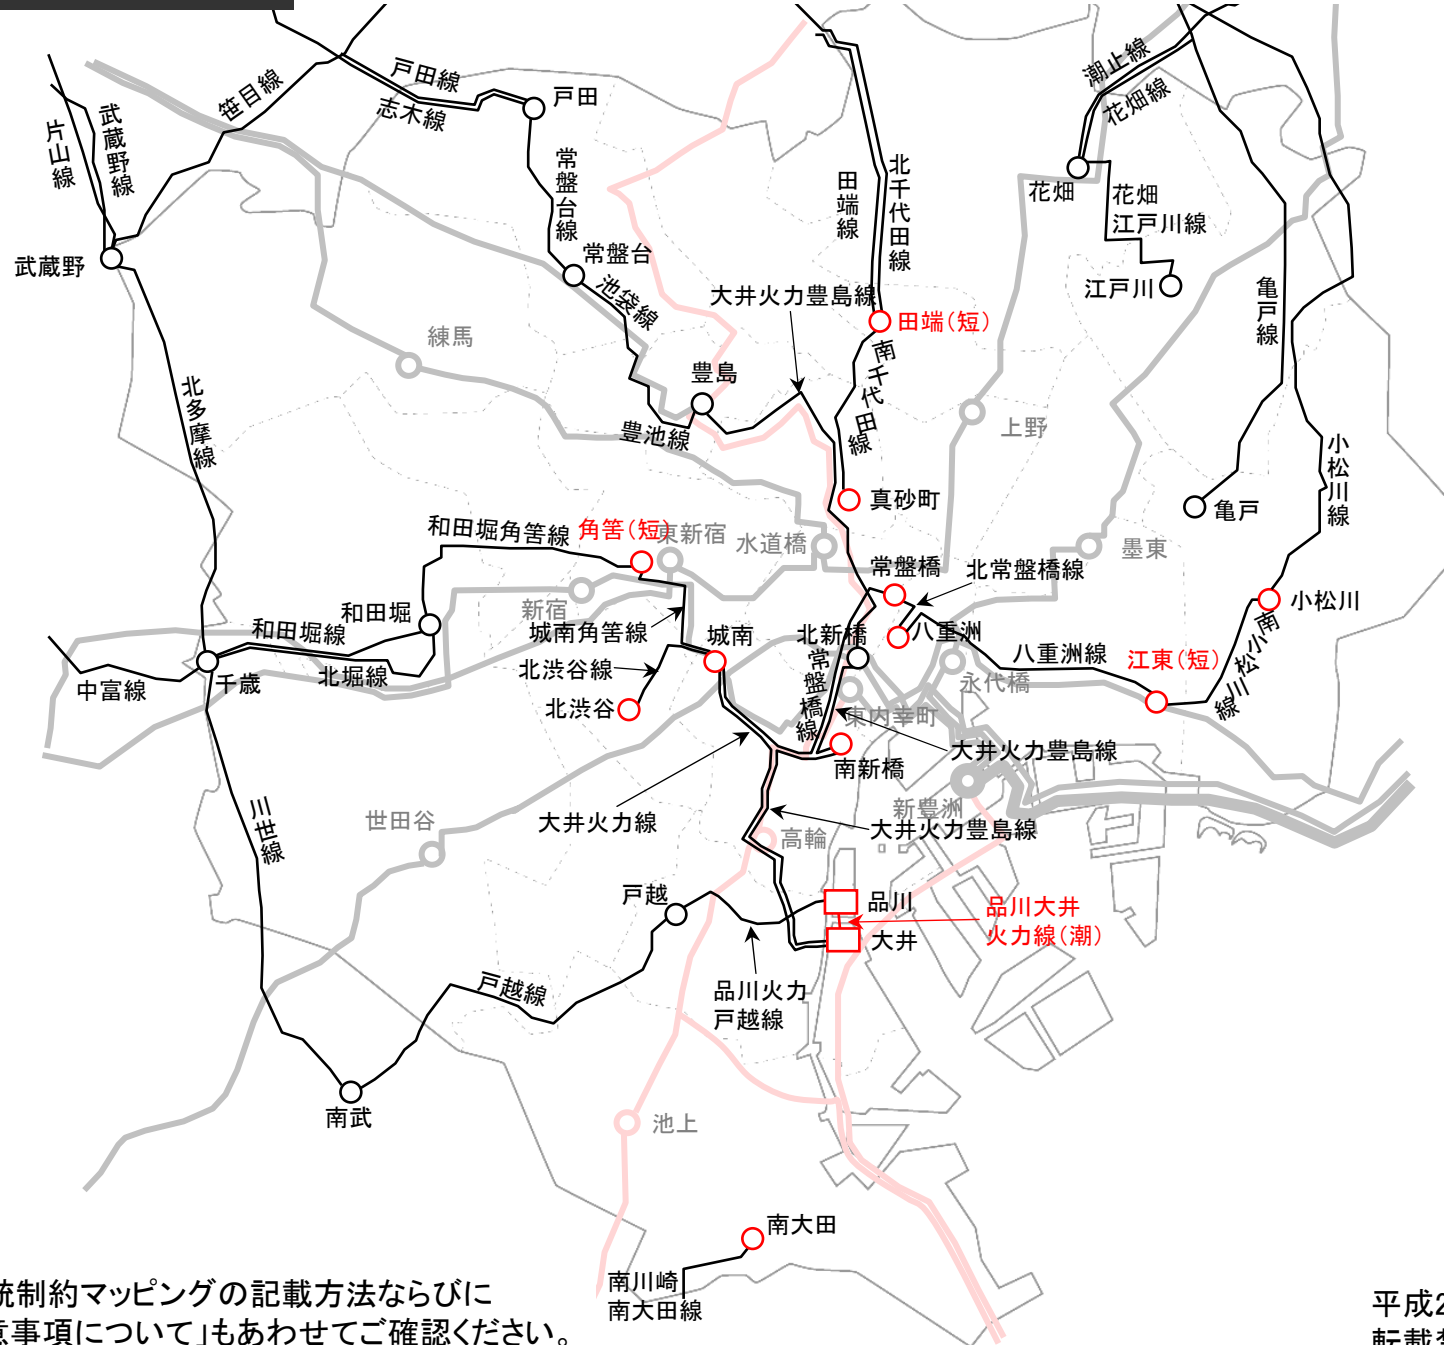 潮止線
戸田線
戸田
笹目線
花畑線
志木線
武蔵野線
片山線
北千代田線
常盤台線
田端線
花畑
花畑
江戸川線
常盤台
武蔵野
池袋線
大井火力豊島線
江戸川
亀戸線
田端(短)
練馬
南千代田線
豊島
北多摩線
上野
豊池線
小松川線
真砂町
亀戸
和田堀角筈線
角筈(短)
東新宿
水道橋
墨東
常盤橋
北常盤橋線
新宿
和田堀
小松川
和田堀線
城南角筈線
城南
北新橋
八重洲
南小松川線
北渋谷線
八重洲線
江東(短)
中富線
千歳
北堀線
永代橋
北渋谷
常盤橋線
東内幸町
大井火力豊島線
南新橋
川世線
世田谷
大井火力線
新豊洲
大井火力豊島線
高輪
戸越
品川
品川大井
火力線(潮)
大井
戸越線
品川火力
戸越線
南武
池上
南大田
南川崎
南大田線
統制約マッピングの記載方法ならびに
意事項について」もあわせてご確認ください。
平成2
転載